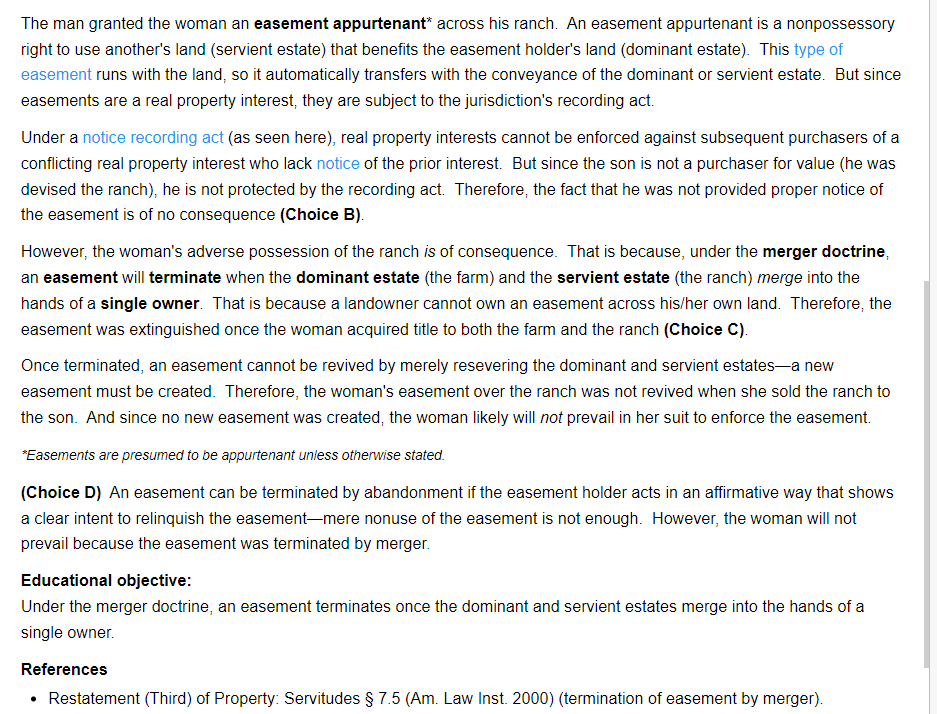 The man granted the woman an easement appurtenant* across his ranch. An easement appurtenant is a nonpossessory
right to use another's land (servient estate) that benefits the easement holder's land (dominant estate). This type of
easement runs with the land, so it automatically transfers with the conveyance of the dominant or servient estate. But since
easements are a real property interest, they are subject to the jurisdiction's recording act.
Under a notice recording act (as seen here), real property interests cannot be enforced against subsequent purchasers of a
conflicting real property interest who lack notice of the prior interest. But since the son is not a purchaser for value (he was
devised the ranch), he is not protected by the recording act. Therefore, the fact that he was not provided proper notice of
the easement is of no consequence (Choice B).
However, the woman's adverse possession of the ranch is of consequence. That is because, under the merger doctrine,
an easement will terminate when the dominant estate (the farm) and the servient estate (the ranch) merge into the
hands of a single owner. That is because a landowner cannot own an easement across his/her own land. Therefore, the
easement was extinguished once the woman acquired title to both the farm and the ranch (Choice C).
Once terminated, an easement cannot be revived by merely resevering the dominant and servient estates—a new
easement must be created. Therefore, the woman's easement over the ranch was not revived when she sold the ranch to
the son. And since no new easement was created, the woman likely will not prevail in her suit to enforce the easement.
*Easements are presumed to be appurtenant unless otherwise stated.
(Choice D) An easement can be terminated by abandonment if the easement holder acts in an affirmative way that shows
a clear intent to relinquish the easement—mere nonuse of the easement is not enough. However, the woman will not
prevail because the easement was terminated by merger.
Educational objective:
Under the merger doctrine, an easement terminates once the dominant and servient estates merge into the hands of a
single owner.
References
• Restatement (Third) of Property: Servitudes § 7.5 (Am. Law Inst. 2000) (termination of easement by merger).